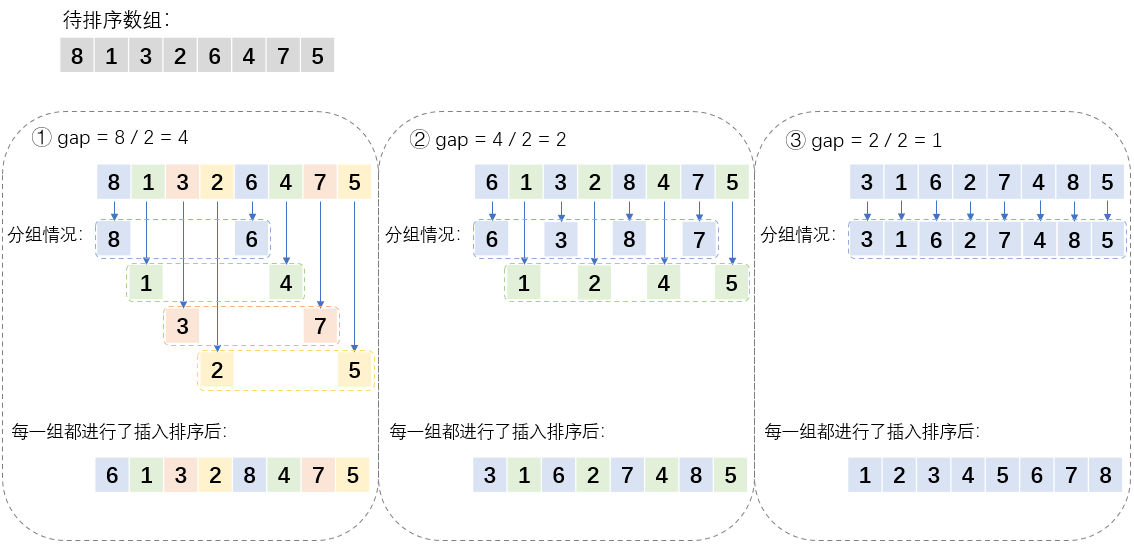 待排序数组：
8 1 3 2 6 4 7 5
① gap = 8 / 2 = 4
8 1 3 2 6 4 7 5
分组情况：
8 6
1 4
3 7
2 5
每一组都进行了插入排序后：
6 1 3 2 8 4 7 5
② gap = 4 / 2 = 2
6 1 3 2 8 4 7 5
分组情况：
6 3 8 7
1 2 4 5
每一组都进行了插入排序后：
3 1 6 2 7 4 8 5
③ gap = 2 / 2 = 1
3 1 6 2 7 4 8 5
分组情况：
3 1 6 2 7 4 8 5
每一组都进行了插入排序后：
1 2 3 4 5 6 7 8